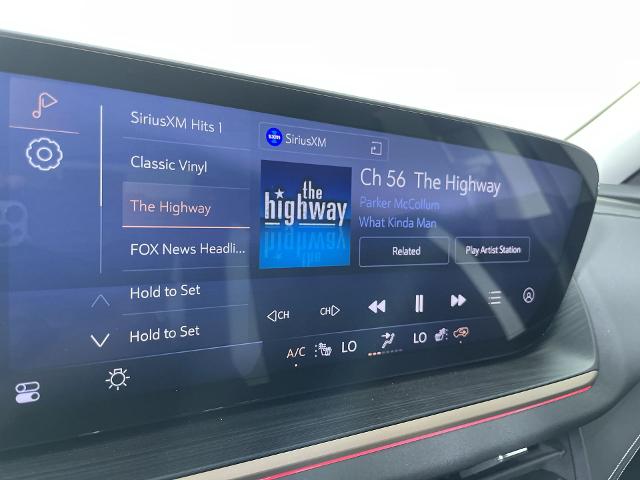 SiriusXM Hits 1
Classic Vinyl
The Highway
FOX News Headli...
Hold to Set
Hold to Set
SiriusXM
the
highway
Ch 56 The Highway
Parker McCollum
What Kinda Man
Related
Play Artist Station
CH
CH
A/C
LO
LO